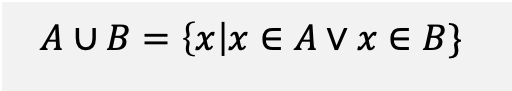 A ∪ B = {x|x ∈ A ∨ x ∈ B}